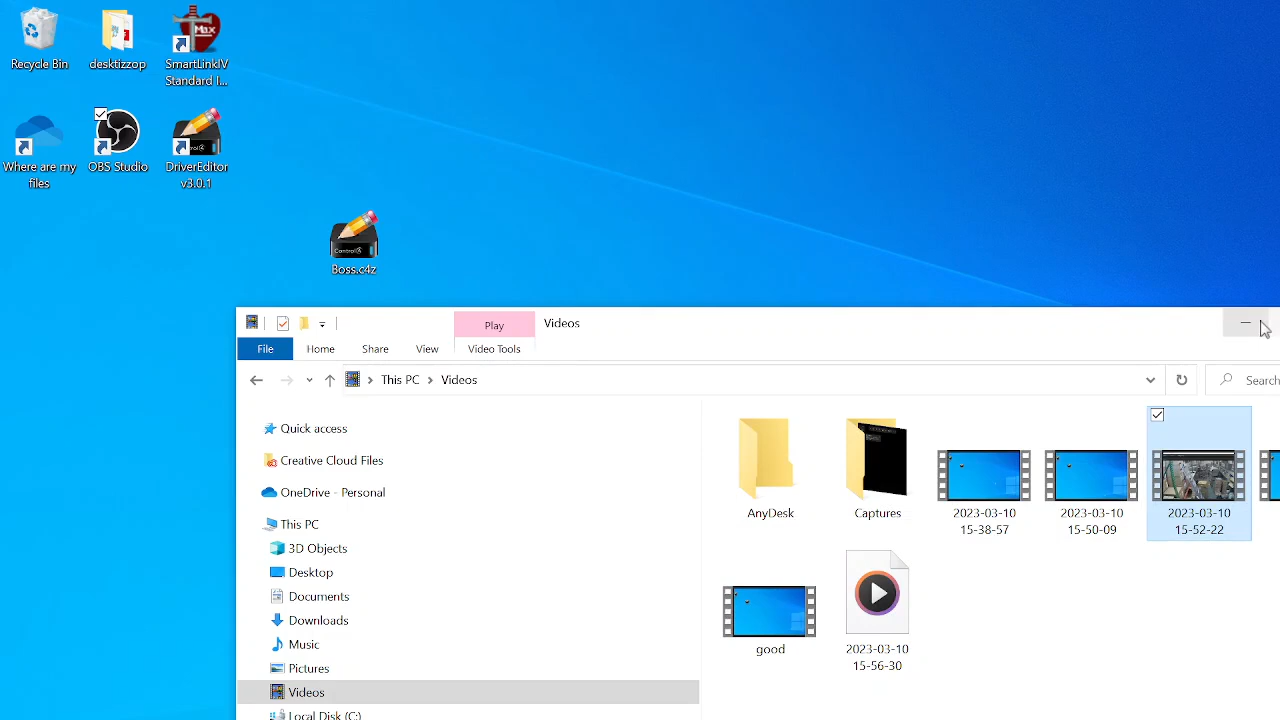 Recycle Bin
desktizzop
SmartLinkIV
Standard I...
Max
Where are my
files
OBS Studio
DriverEditor
v3.0.1
Control4
Boss.c4z
Play
Videos
File
Home
Share
View
Video Tools
This PC
Videos
Search
Quick access
Creative Cloud Files
OneDrive - Personal
This PC
3D Objects
Desktop
Documents
Downloads
Music
Pictures
Videos
Local Disk (C:)
AnyDesk
Captures
2023-03-10
15-38-57
2023-03-10
15-50-09
2023-03-10
15-52-22
good
2023-03-10
15-56-30